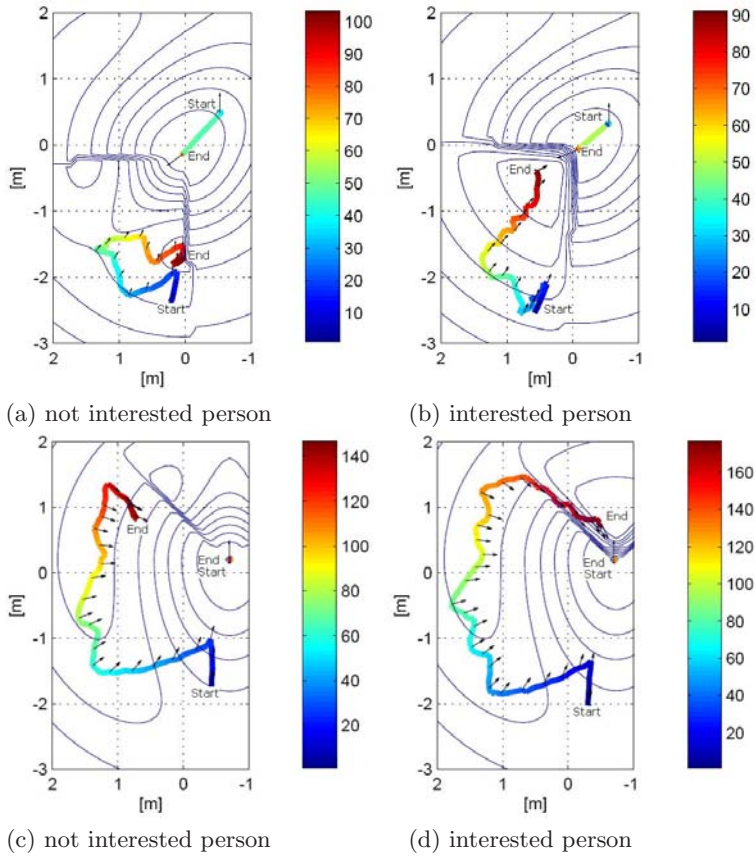 2
1
0
-1
-2
-3
[m]
2 1 0 -1
[m]
Start
End
End
Start
100
90
80
70
60
50
40
30
20
10
(a) not interested person
2
1
0
-1
-2
-3
[m]
2 1 0 -1
[m]
Start
End
End
Start
90
80
70
60
50
40
30
20
10
(b) interested person
2
1
0
-1
-2
-3
[m]
2 1 0 -1
[m]
End
End
Start
Start
140
120
100
80
60
40
20
(c) not interested person
2
1
0
-1
-2
-3
[m]
2 1 0 -1
[m]
End
End
Start
Start
160
140
120
100
80
60
40
20
(d) interested person